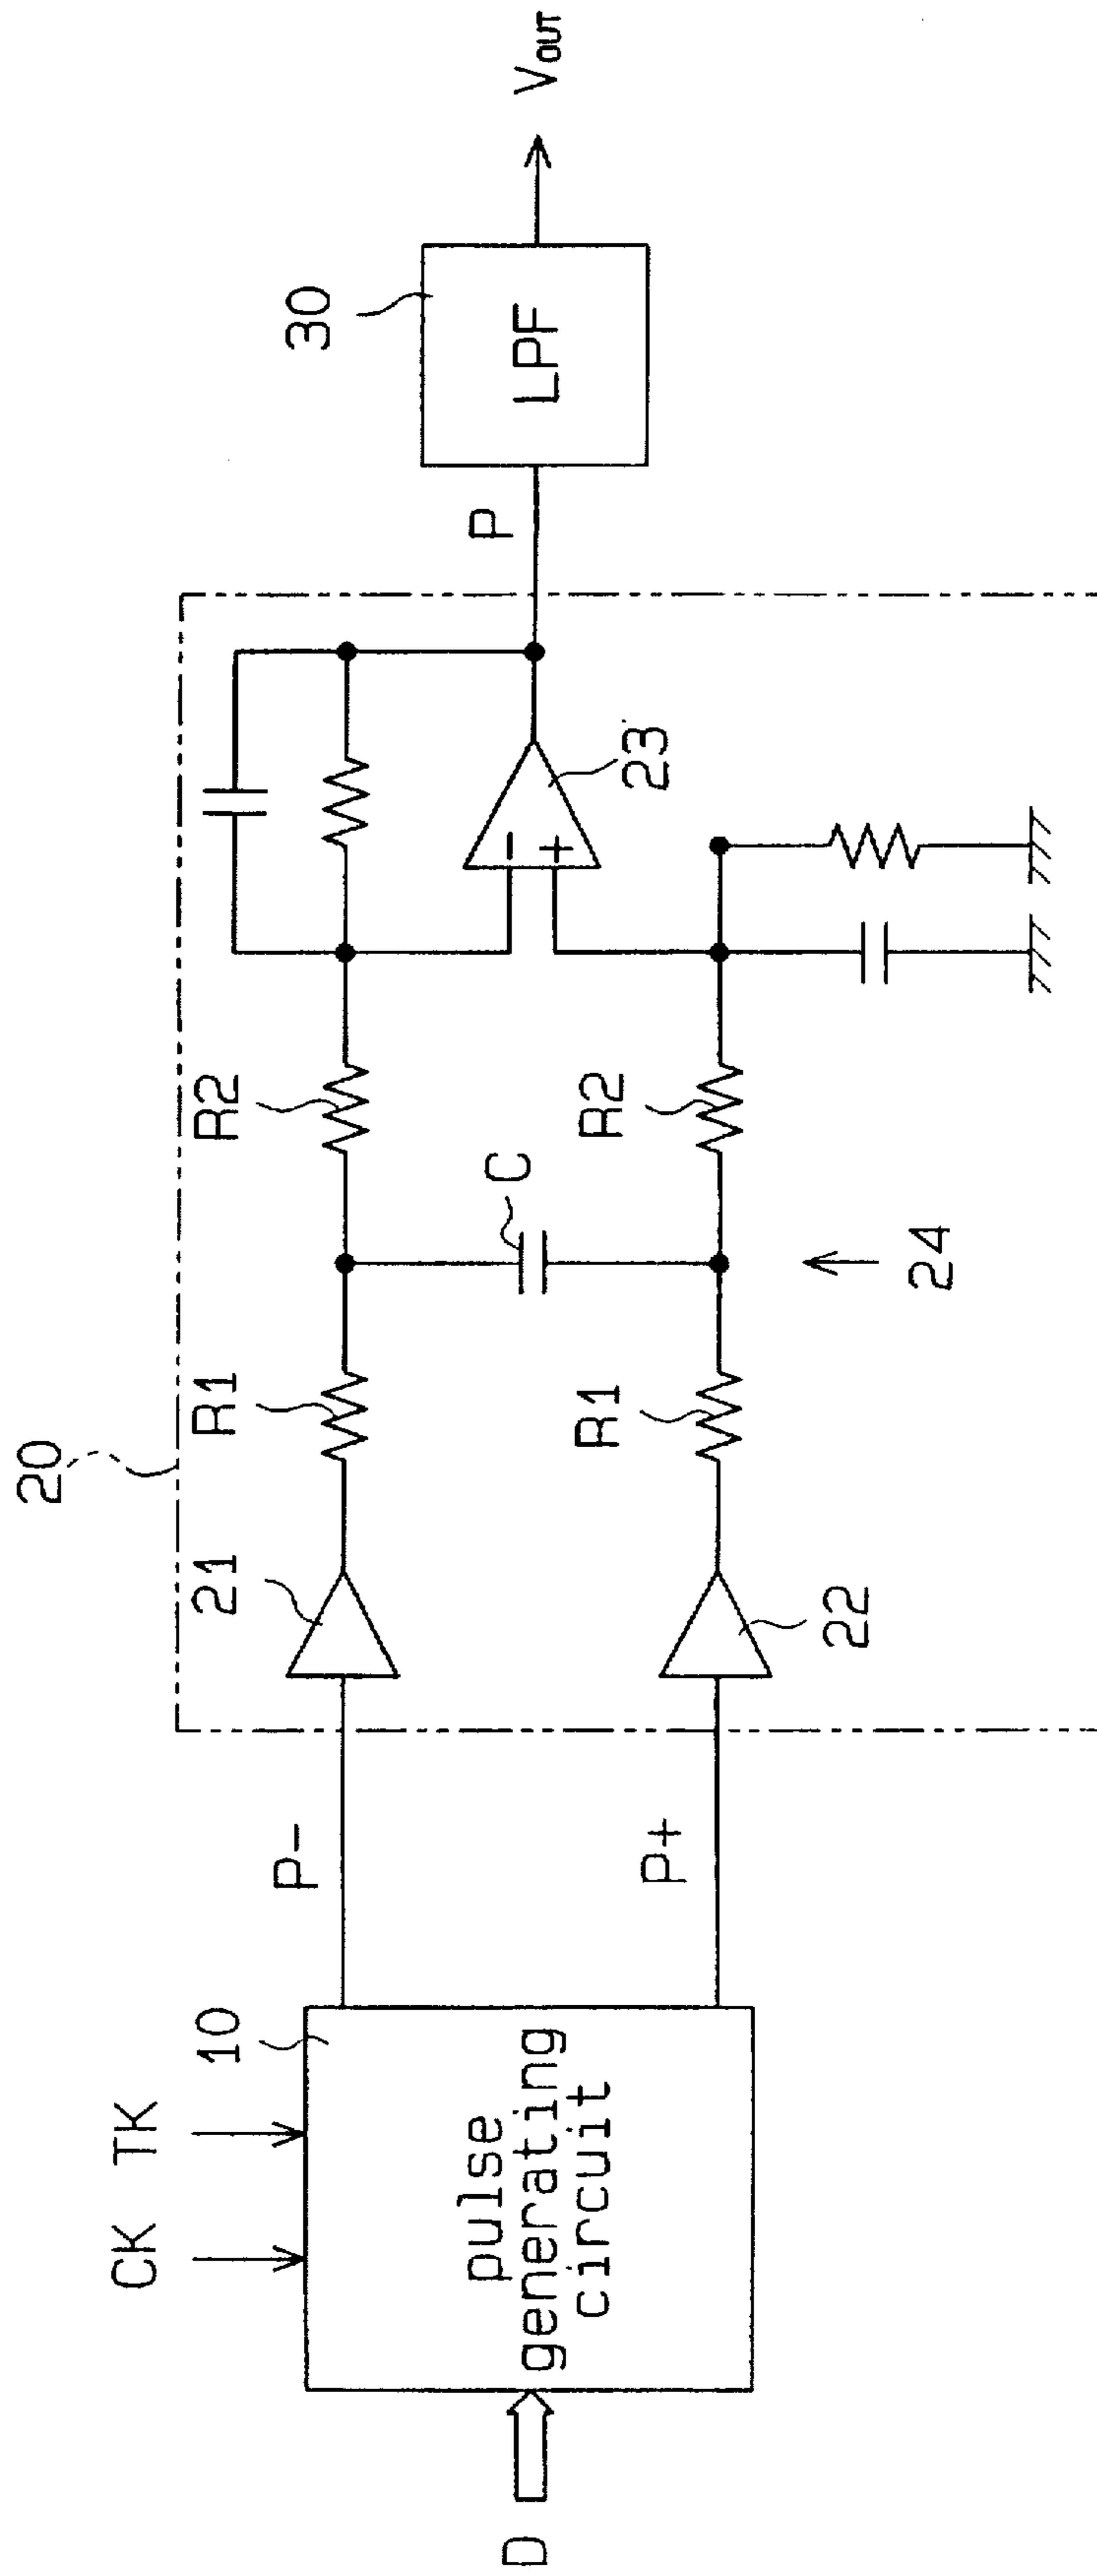 CK TK
D
pulse
generating
circuit
10
P-
P+
20
21
22
R1
R1
C
24
R2
R2
-
+
23
P
30
LPF
VOUT